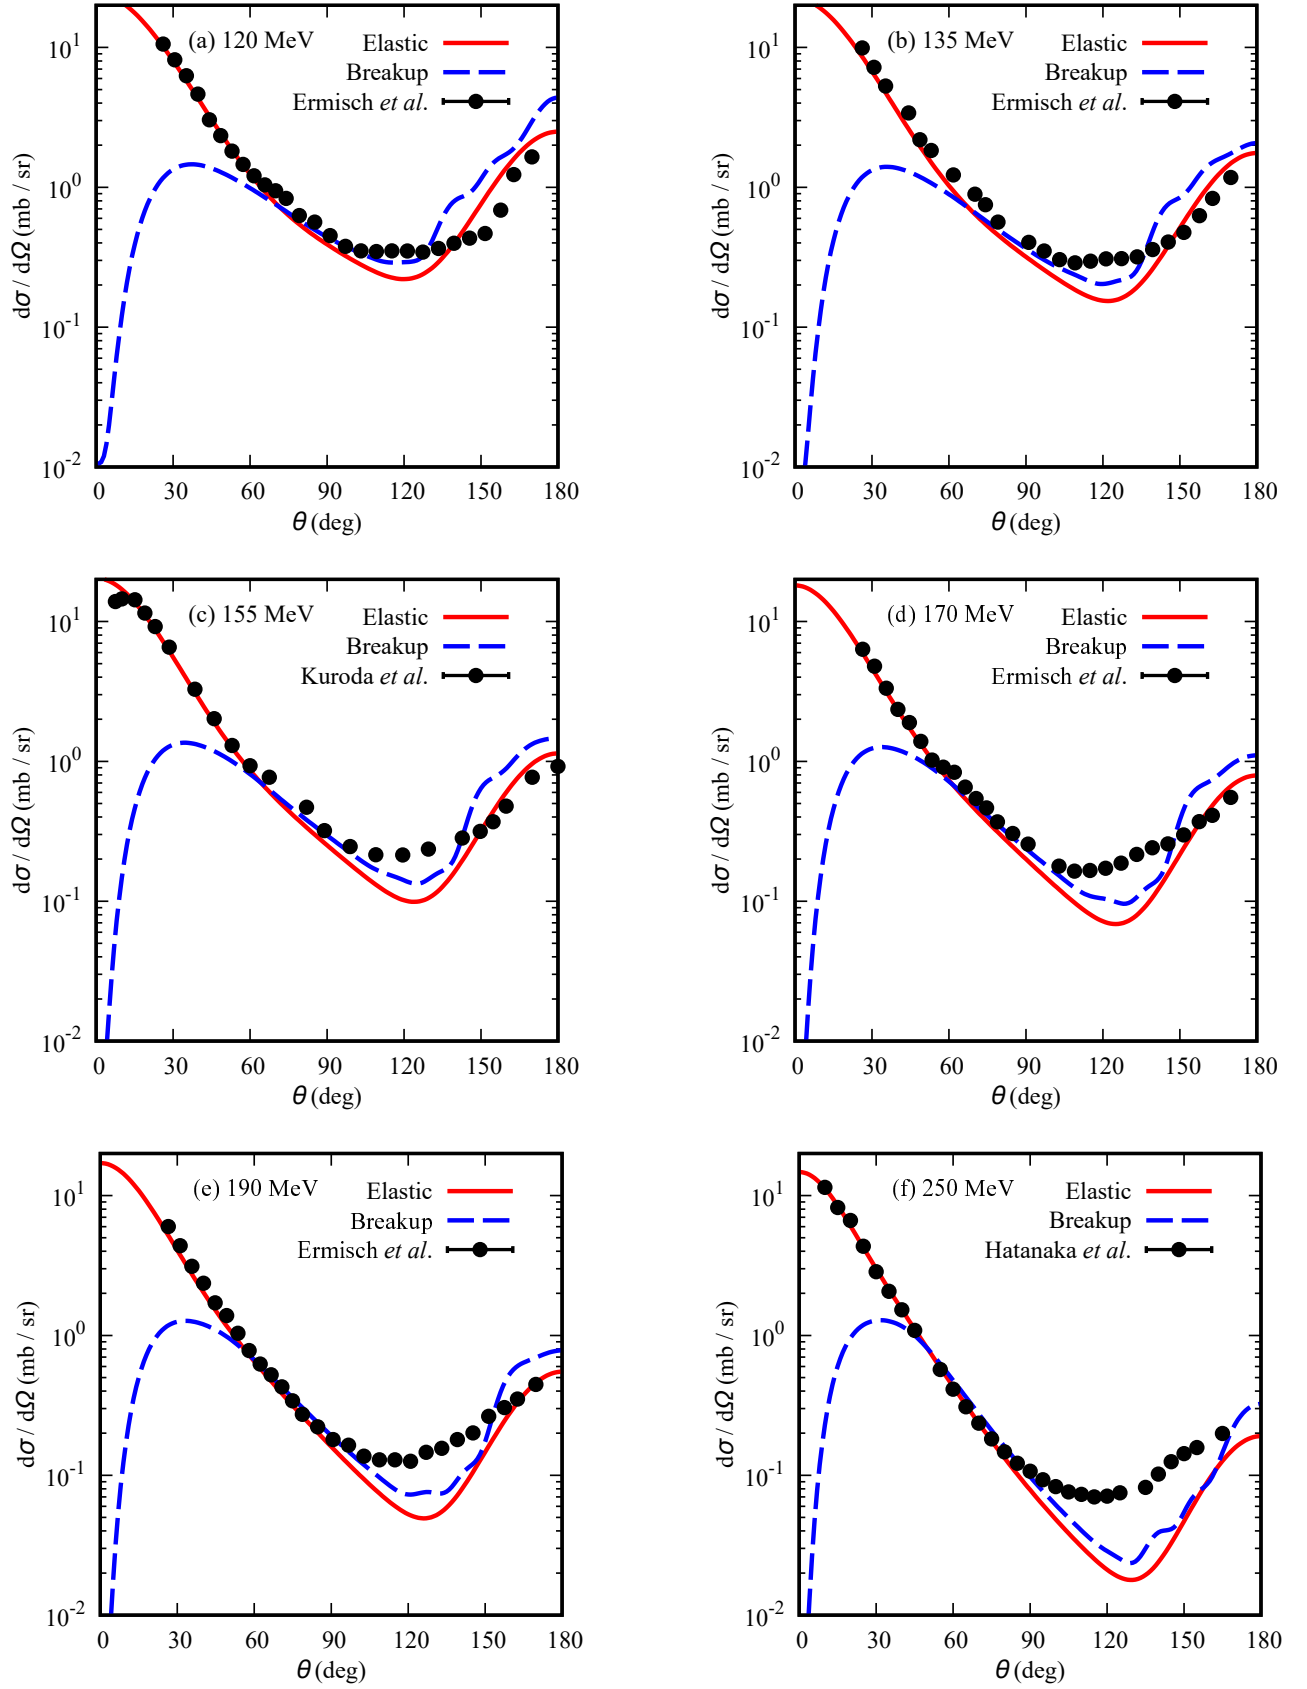 (a) 120 MeV
Elastic
Breakup
Ermisch et al.
dσ / dΩ (mb / sr)
10^1
10^0
10^-1
10^-2
0 30 60 90 120 150 180
θ (deg)
(b) 135 MeV
Elastic
Breakup
Ermisch et al.
dσ / dΩ (mb / sr)
10^1
10^0
10^-1
10^-2
0 30 60 90 120 150 180
θ (deg)
(c) 155 MeV
Elastic
Breakup
Kuroda et al.
dσ / dΩ (mb / sr)
10^1
10^0
10^-1
10^-2
0 30 60 90 120 150 180
θ (deg)
(d) 170 MeV
Elastic
Breakup
Ermisch et al.
dσ / dΩ (mb / sr)
10^1
10^0
10^-1
10^-2
0 30 60 90 120 150 180
θ (deg)
(e) 190 MeV
Elastic
Breakup
Ermisch et al.
dσ / dΩ (mb / sr)
10^1
10^0
10^-1
10^-2
0 30 60 90 120 150 180
θ (deg)
(f) 250 MeV
Elastic
Breakup
Hatanaka et al.
dσ / dΩ (mb / sr)
10^1
10^0
10^-1
10^-2
0 30 60 90 120 150 180
θ (deg)